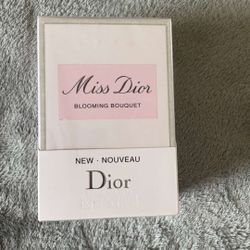 Miss Dior
BLOOMING BOUQUET
NEW - NOUVEAU
Dior